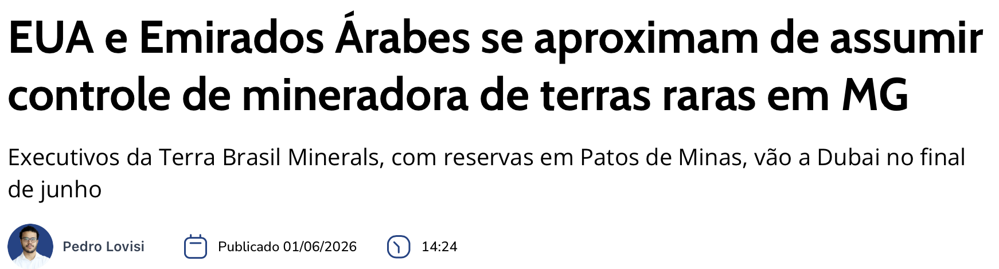 EUA e Emirados Árabes se aproximam de assumir
controle de mineradora de terras raras em MG
Executivos da Terra Brasil Minerals, com reservas em Patos de Minas, vão a Dubai no final
de junho
Pedro Lovisi Publicado 01/06/2026 14:24